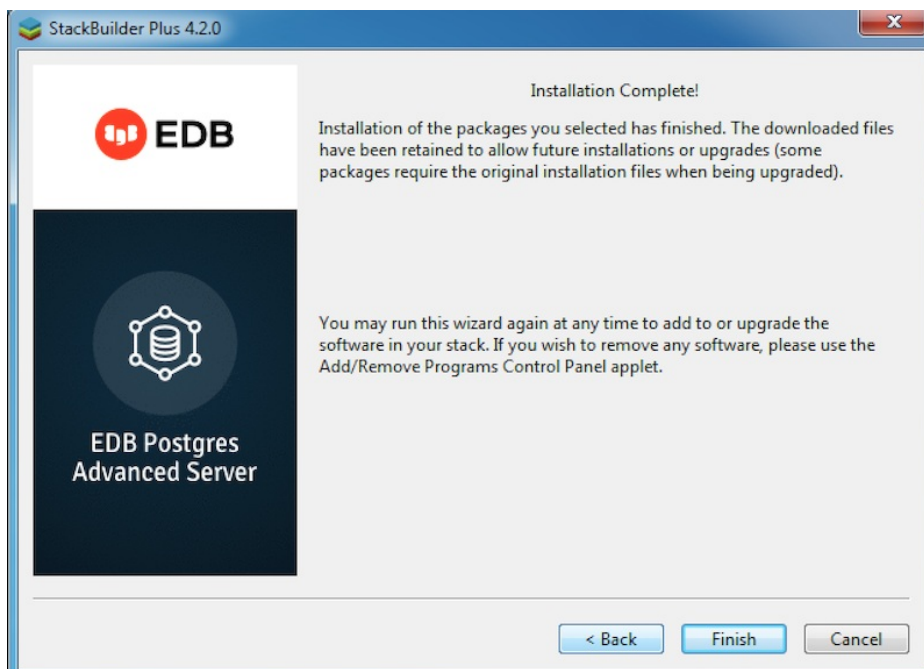 StackBuilder Plus 4.2.0
EDB
Installation Complete!
Installation of the packages you selected has finished. The downloaded files
have been retained to allow future installations or upgrades (some
packages require the original installation files when being upgraded).
You may run this wizard again at any time to add to or upgrade the
software in your stack. If you wish to remove any software, please use the
Add/Remove Programs Control Panel applet.
EDB Postgres
Advanced Server
< Back
Finish
Cancel